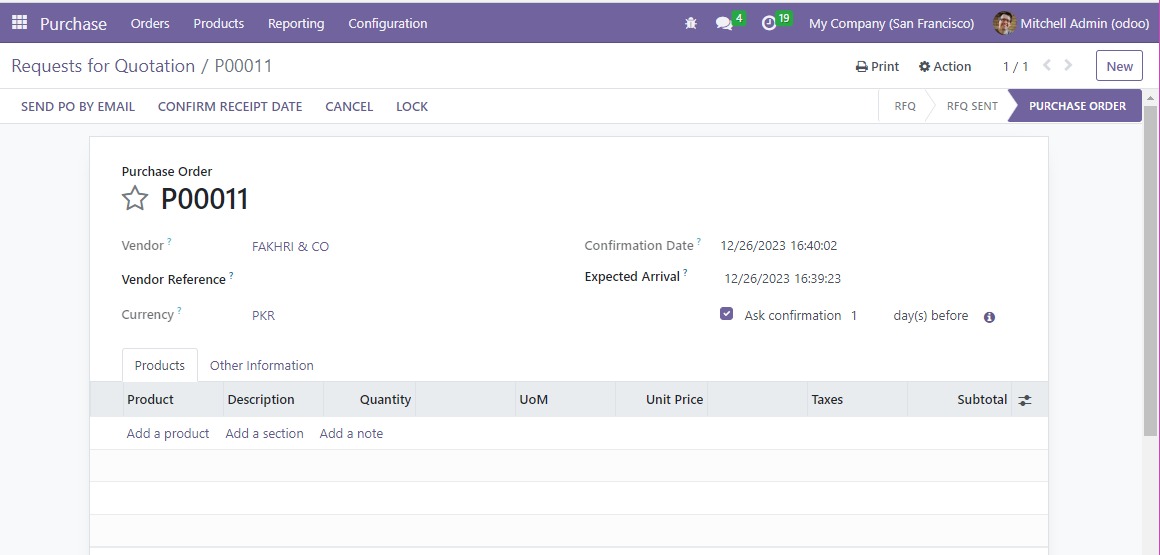 Purchase Orders Products Reporting Configuration 4 19 My Company (San Francisco) Mitchell Admin (odoo)
Requests for Quotation / P00011 Print Action 1 / 1 New
SEND PO BY EMAIL CONFIRM RECEIPT DATE CANCEL LOCK RFQ RFQ SENT PURCHASE ORDER
Purchase Order
P00011
Vendor ? FAKHRI & CO Confirmation Date ? 12/26/2023 16:40:02
Vendor Reference ? Expected Arrival ? 12/26/2023 16:39:23
Currency ? PKR Ask confirmation 1 day(s) before
Products Other Information
Product Description Quantity UoM Unit Price Taxes Subtotal
Add a product Add a section Add a note